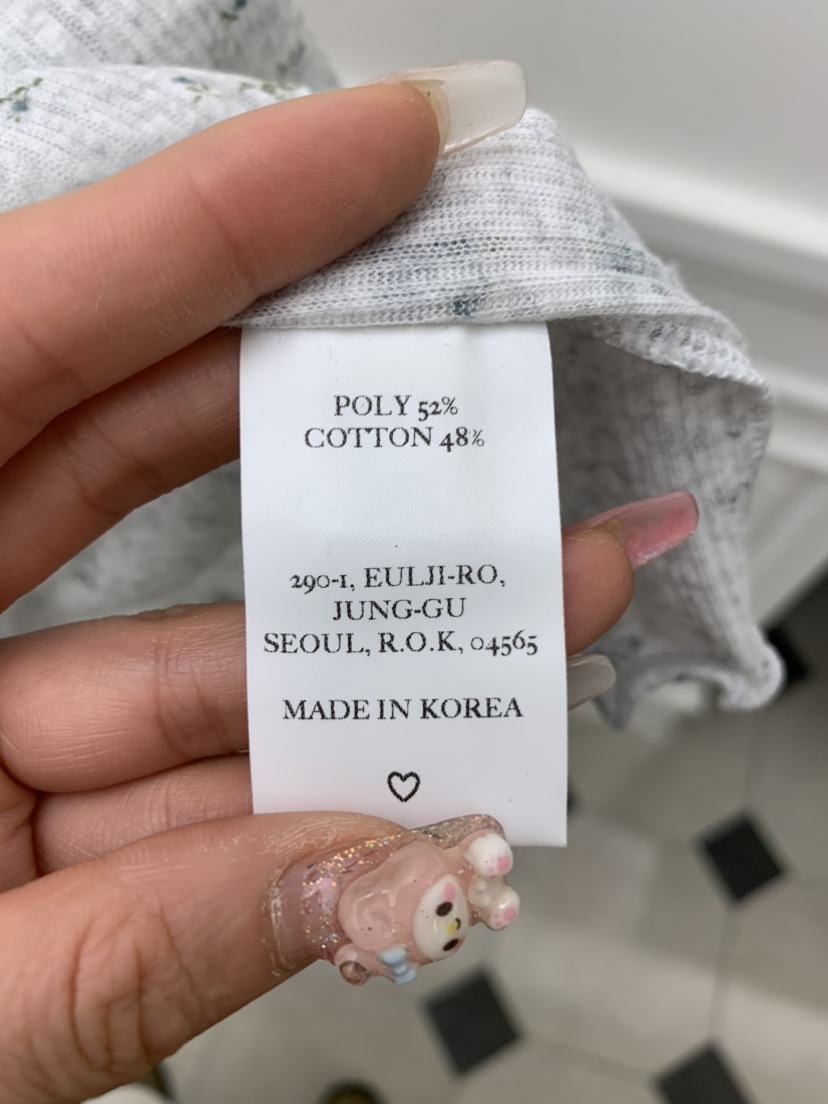 POLY 52%
COTTON 48%
290-1, EULJI-RO,
JUNG-GU
SEOUL, R.O.K, 04565
MADE IN KOREA